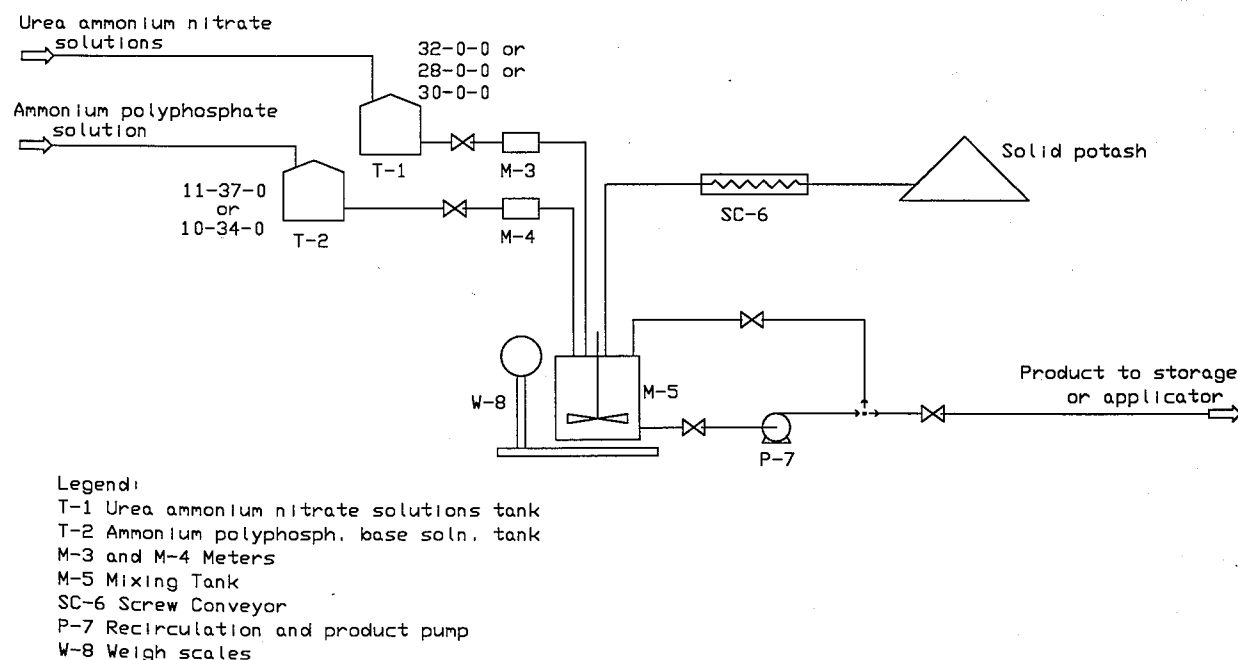 Urea ammonium nitrate
solutions
32-0-0 or
28-0-0 or
30-0-0
Ammonium polyphosphate
solution
T-1
M-3
Solid potash
11-37-0
or
10-34-0
T-2
M-4
SC-6
W-8
M-5
Product to storage
or applicator
P-7
Legend:
T-1 Urea ammonium nitrate solutions tank
T-2 Ammonium polyphosph. base soln. tank
M-3 and M-4 Meters
M-5 Mixing Tank
SC-6 Screw Conveyor
P-7 Recirculation and product pump
W-8 Weigh scales